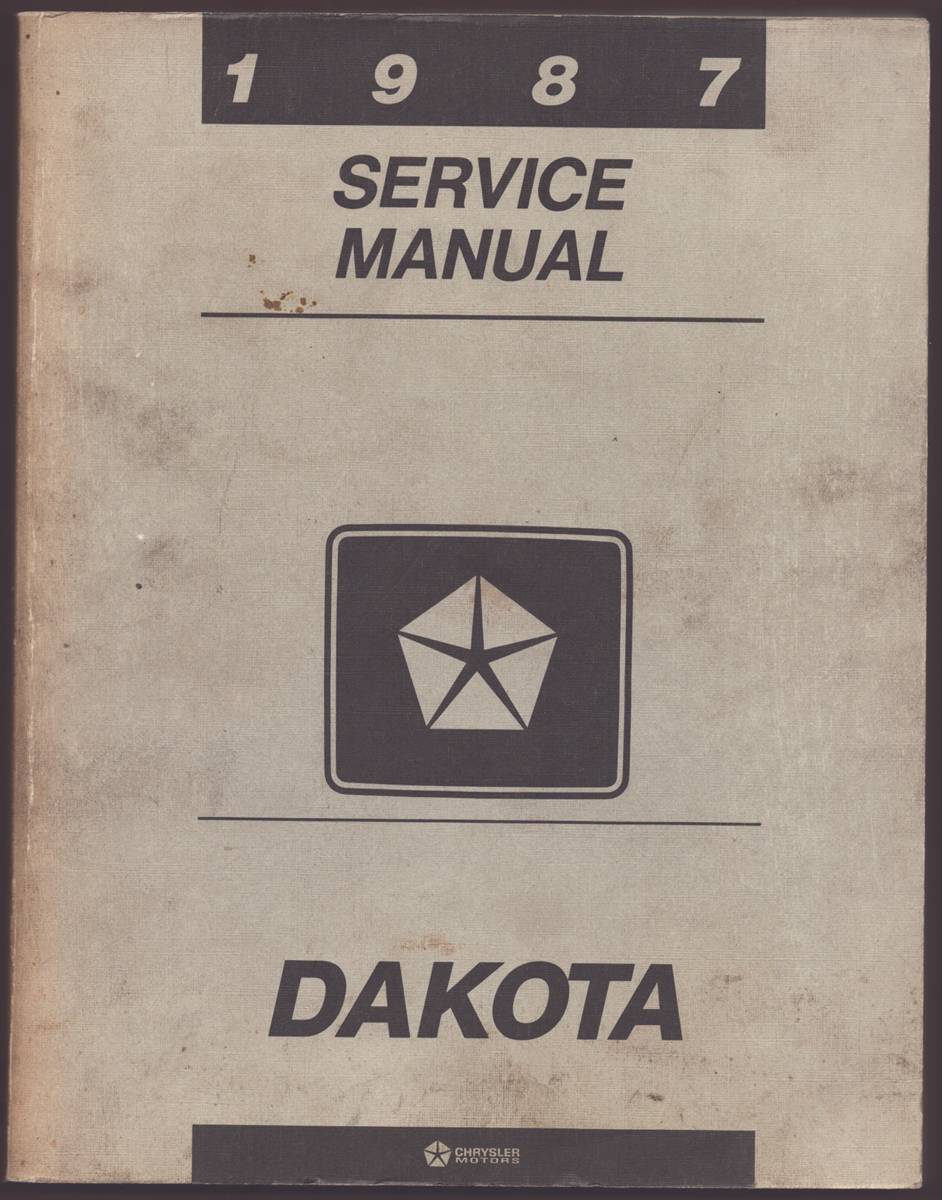 1 9 8 7
SERVICE
MANUAL
DAKOTA
CHRYSLER
MOTORS